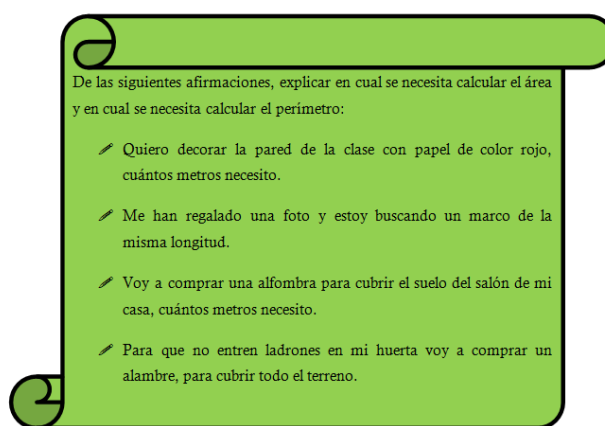 De las siguientes afirmaciones, explicar en cual se necesita calcular el área
y en cual se necesita calcular el perímetro:
Quiero decorar la pared de la clase con papel de color rojo,
cuántos metros necesito.
Me han regalado una foto y estoy buscando un marco de la
misma longitud.
Voy a comprar una alfombra para cubrir el suelo del salón de mi
casa, cuántos metros necesito.
Para que no entren ladrones en mi huerta voy a comprar un
alambre, para cubrir todo el terreno.